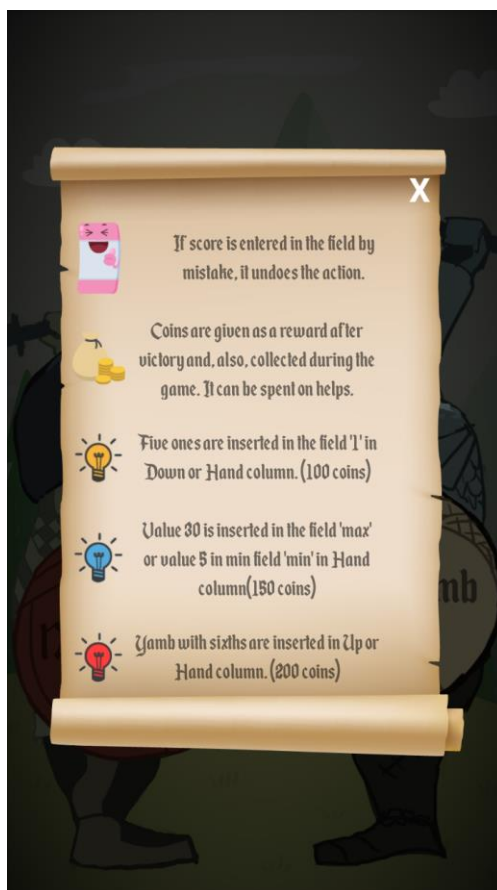 X
If score is entered in the field by
mistake, it undoes the action.
Coins are given as a reward after
victory and, also, collected during the
game. It can be spent on helps.
Five ones are inserted in the field '1' in
Down or Hand column. (100 coins)
Value 30 is inserted in the field 'max'
or value 5 in min field 'min' in Hand
column(150 coins)
mb
Yamb with sixths are inserted in Up or
Hand column. (200 coins)